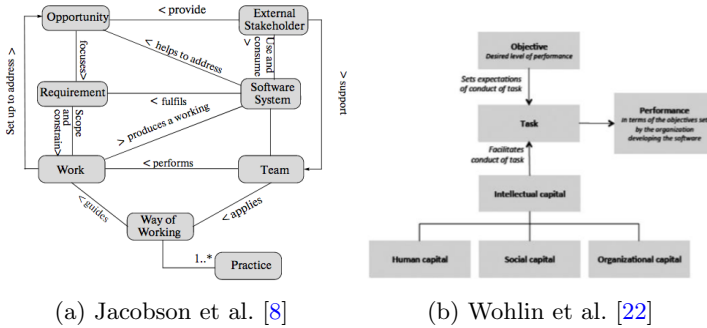 Opportunity
< provide
External
Stakeholder
Set up to address >
focuses>
< helps to address
Use and
consume
>
> support
Requirement
< fulfils
Software
System
Scope
and
constrain>
> produces a working
Work
< performs
Team
< guides
Way of
Working
< applies
1..*
Practice
(a) Jacobson et al. [8]
Objective
Desired level of performance
Sets expectations
of conduct of task
Task
Performance
in terms of the objectives set
by the organization
developing the software
Facilitates
conduct of task
Intellectual capital
Human capital
Social capital
Organizational capital
(b) Wohlin et al. [22]